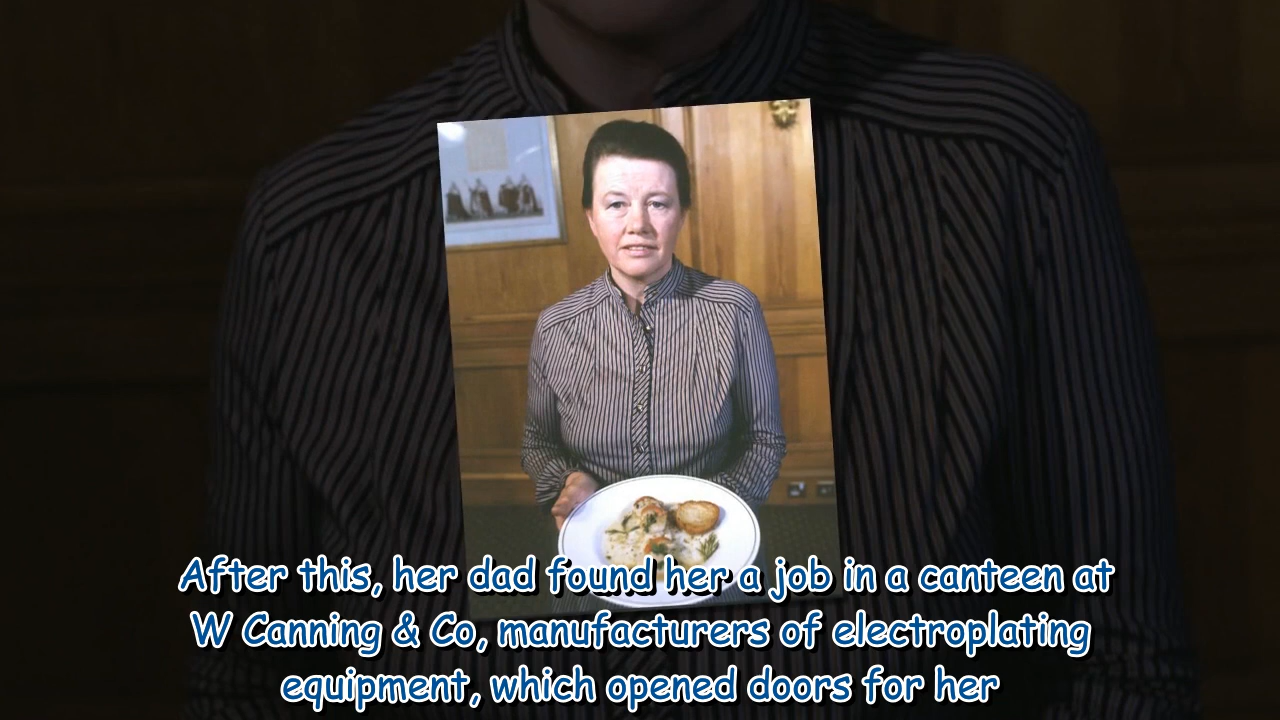 After this, her dad found her a job in a canteen at
W Canning & Co, manufacturers of electroplating
equipment, which opened doors for her